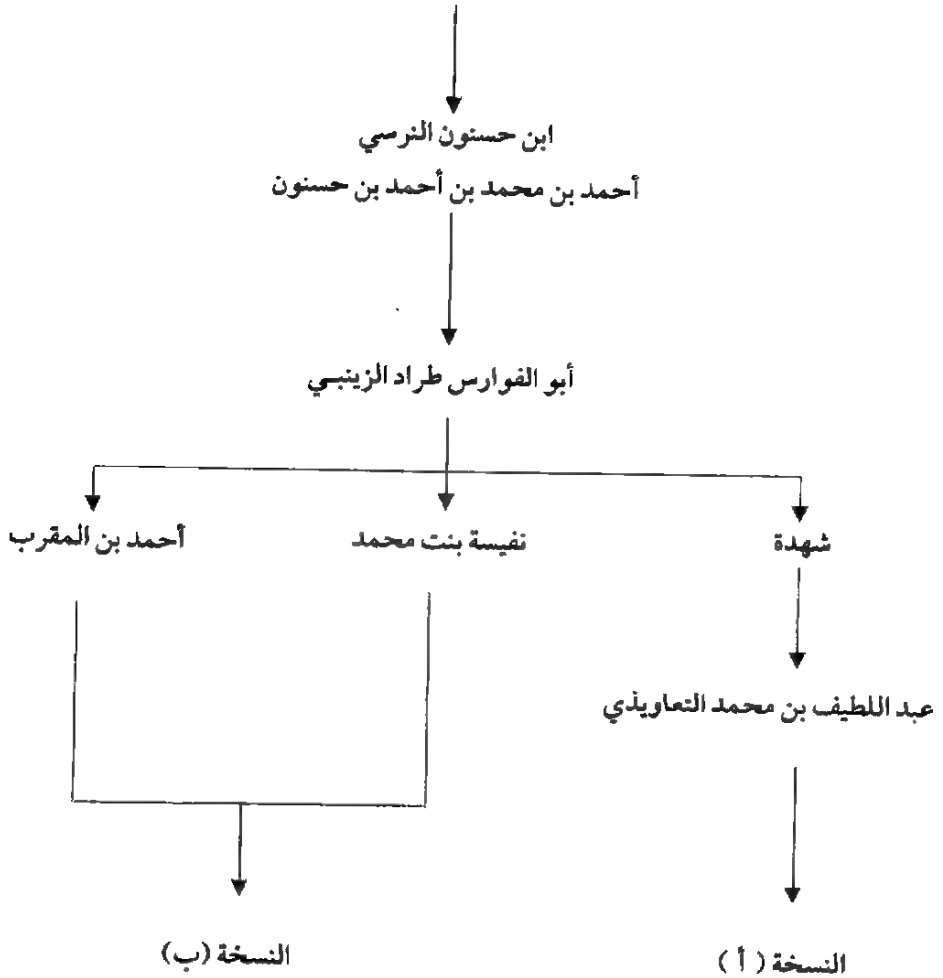 ابن حسنون النرسي
أحمد بن محمد بن أحمد بن حسنون
أبو الفوارس طراد الزينبي
شهدة
نفيسة بنت محمد
أحمد بن المقرب
عبد اللطيف بن محمد التعاويذي
النسخة ( أ )
النسخة (ب)